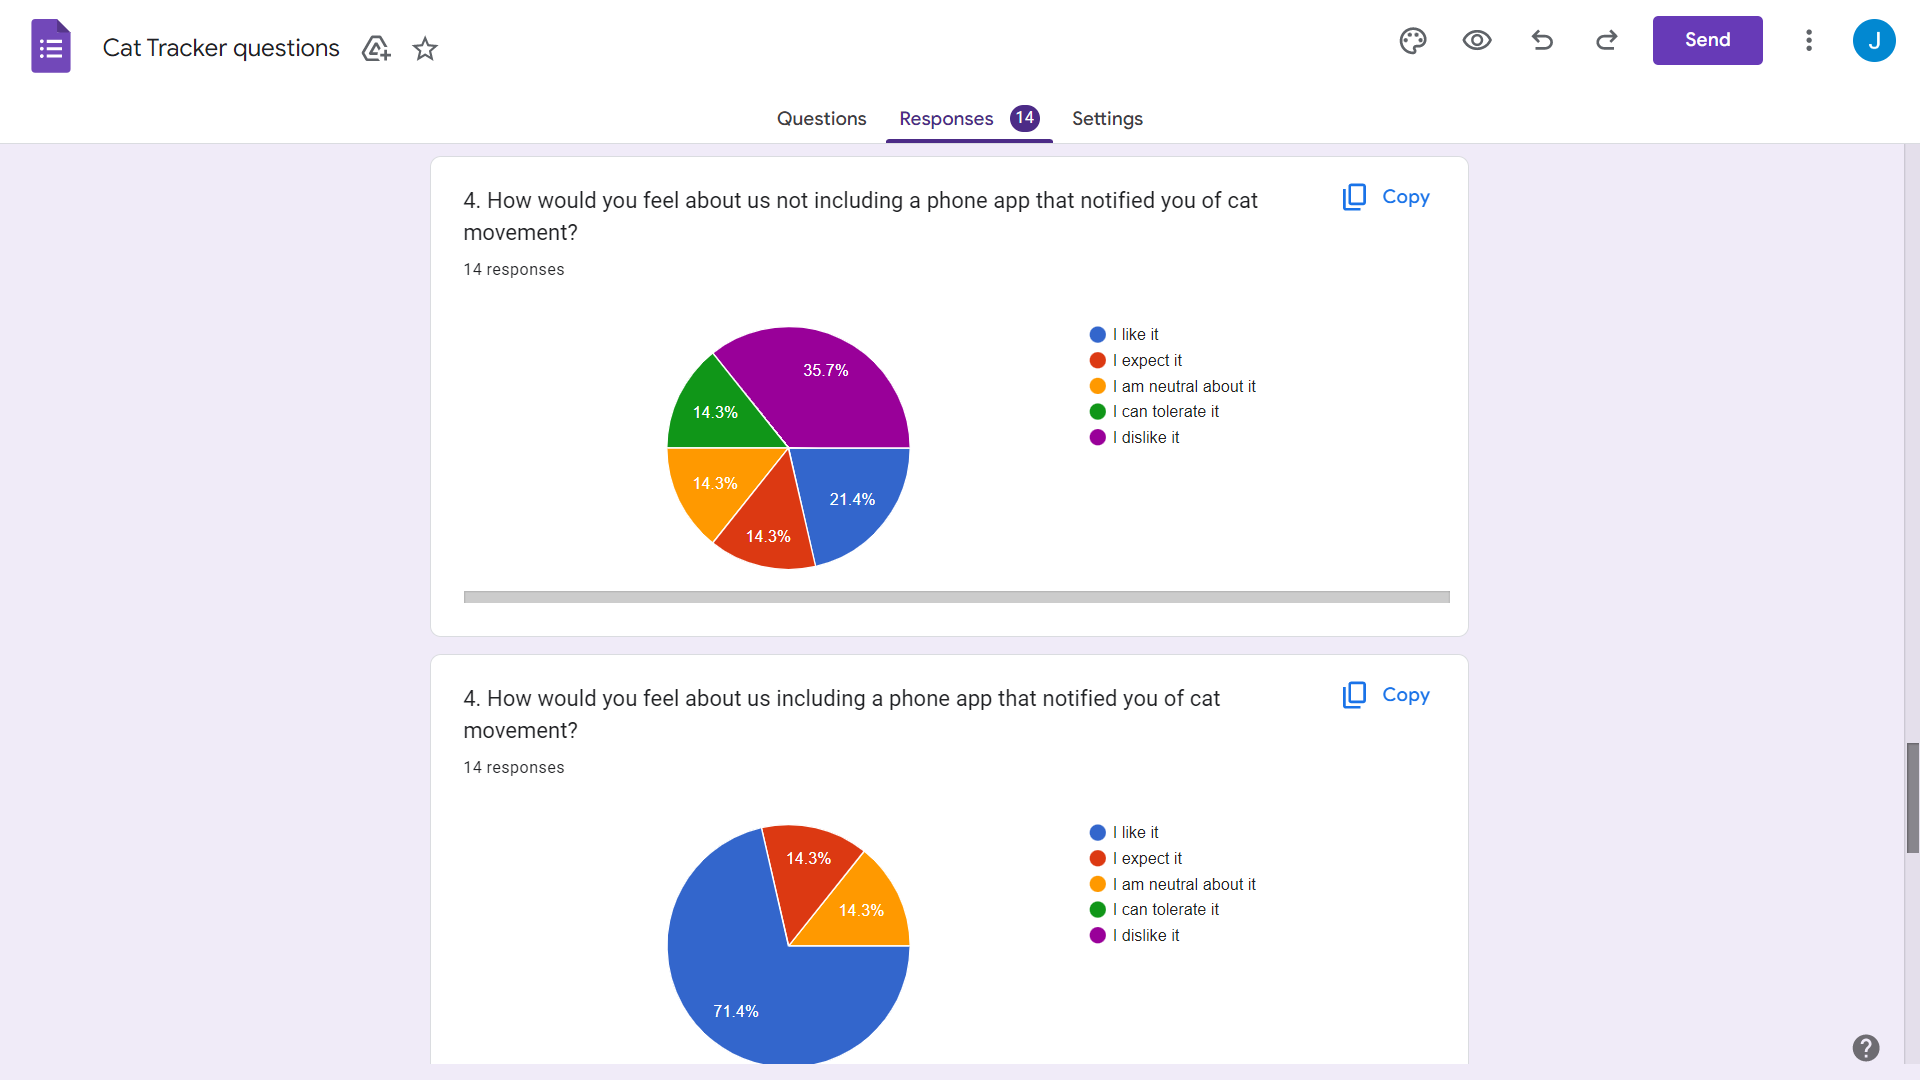 Cat Tracker questions
Send
J
Questions
Responses 14
Settings
4. How would you feel about us not including a phone app that notified you of cat
movement?
Copy
14 responses
35.7%
14.3%
14.3%
14.3%
21.4%
I like it
I expect it
I am neutral about it
I can tolerate it
I dislike it
4. How would you feel about us including a phone app that notified you of cat
movement?
Copy
14 responses
14.3%
14.3%
71.4%
I like it
I expect it
I am neutral about it
I can tolerate it
I dislike it
?